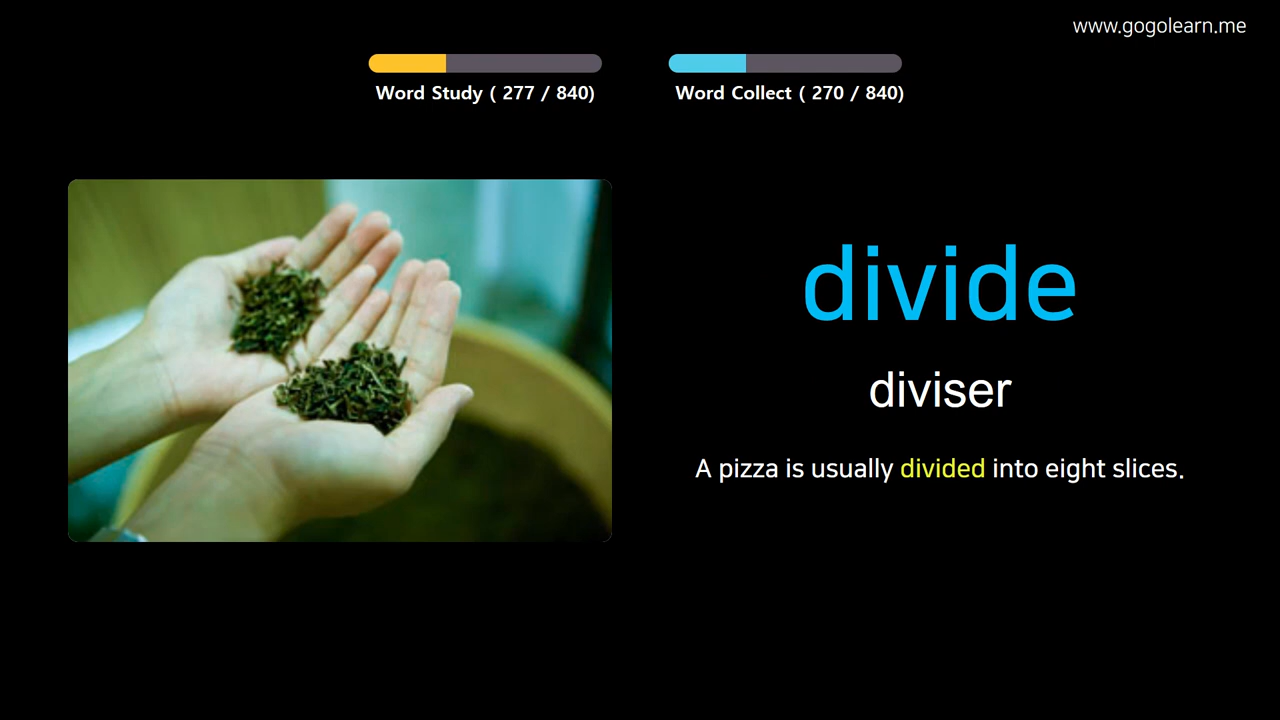 www.gogolearn.me
Word Study ( 277 / 840)
Word Collect ( 270 / 840)
divide
diviser
A pizza is usually divided into eight slices.